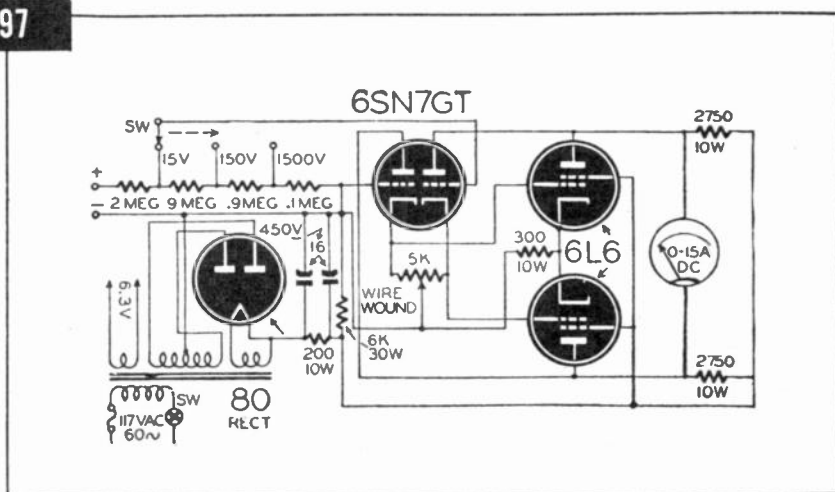 97
6SN7GT
SW
15V
150V
1500V
+
2 MEG
9 MEG
.9MEG
.1MEG
−
450V
16
6.3V
5K
WIRE
WOUND
300
10W
6L6
2750
10W
0-15A
DC
200
10W
6K
30W
2750
10W
SW
117VAC
60~
80
RECT